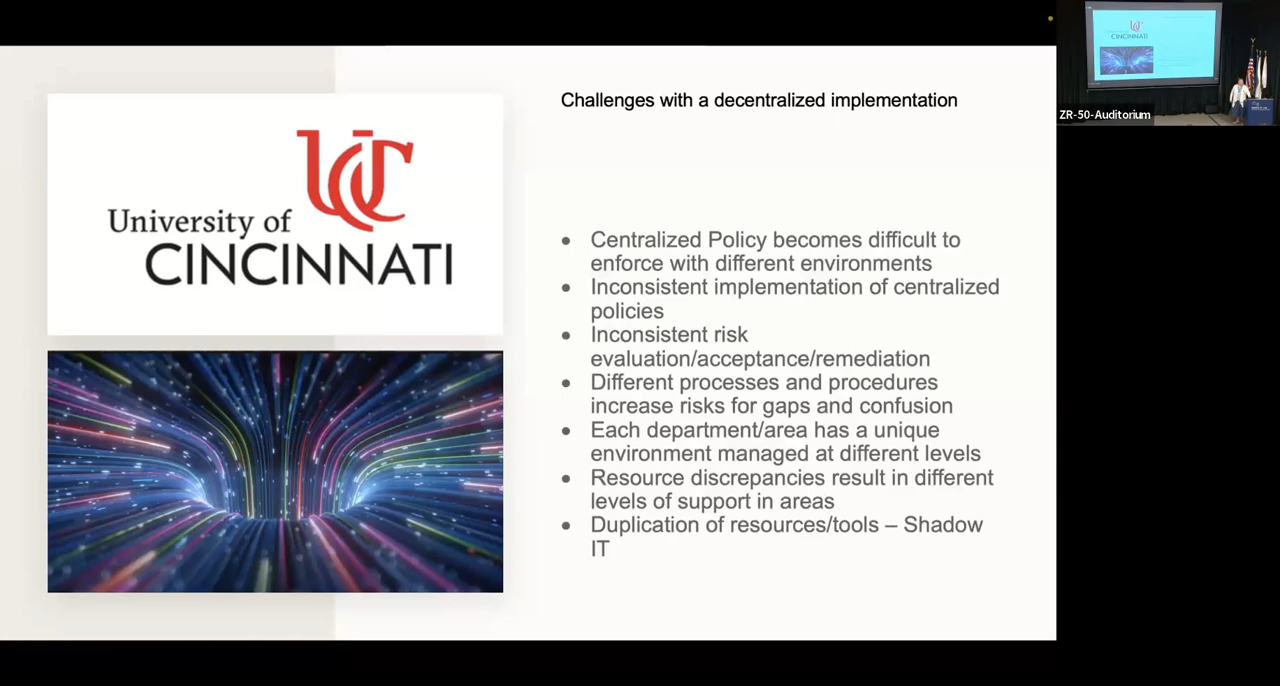 Challenges with a decentralized implementation
University of
CINCINNATI
● Centralized Policy becomes difficult to
enforce with different environments
● Inconsistent implementation of centralized
policies
● Inconsistent risk
evaluation/acceptance/remediation
● Different processes and procedures
increase risks for gaps and confusion
● Each department/area has a unique
environment managed at different levels
● Resource discrepancies result in different
levels of support in areas
● Duplication of resources/tools – Shadow
IT
UC
CINCINNATI
ZR-50-Auditorium